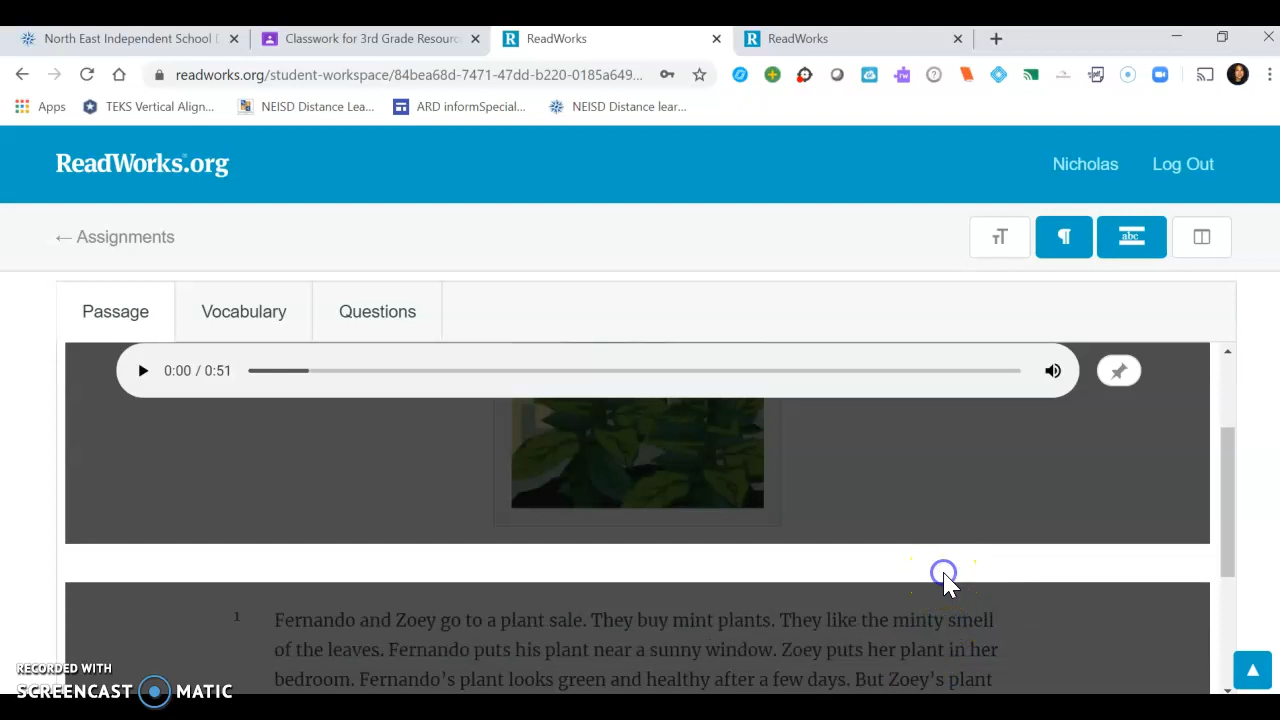 North East Independent School D
Classwork for 3rd Grade Resourc
ReadWorks
ReadWorks
readworks.org/student-workspace/84bea68d-7471-47dd-b220-0185a649...
Apps
TEKS Vertical Align...
NEISD Distance Lea...
ARD informSpecial...
NEISD Distance lear...
ReadWorks.org
Nicholas
Log Out
← Assignments
TT
¶
abc
Passage
Vocabulary
Questions
0:00 / 0:51
1
Fernando and Zoey go to a plant sale. They buy mint plants. They like the minty smell
of the leaves. Fernando puts his plant near a sunny window. Zoey puts her plant in her
bedroom. Fernando's plant looks green and healthy after a few days. But Zoey's plant
RECORDED WITH
SCREENCAST MATIC